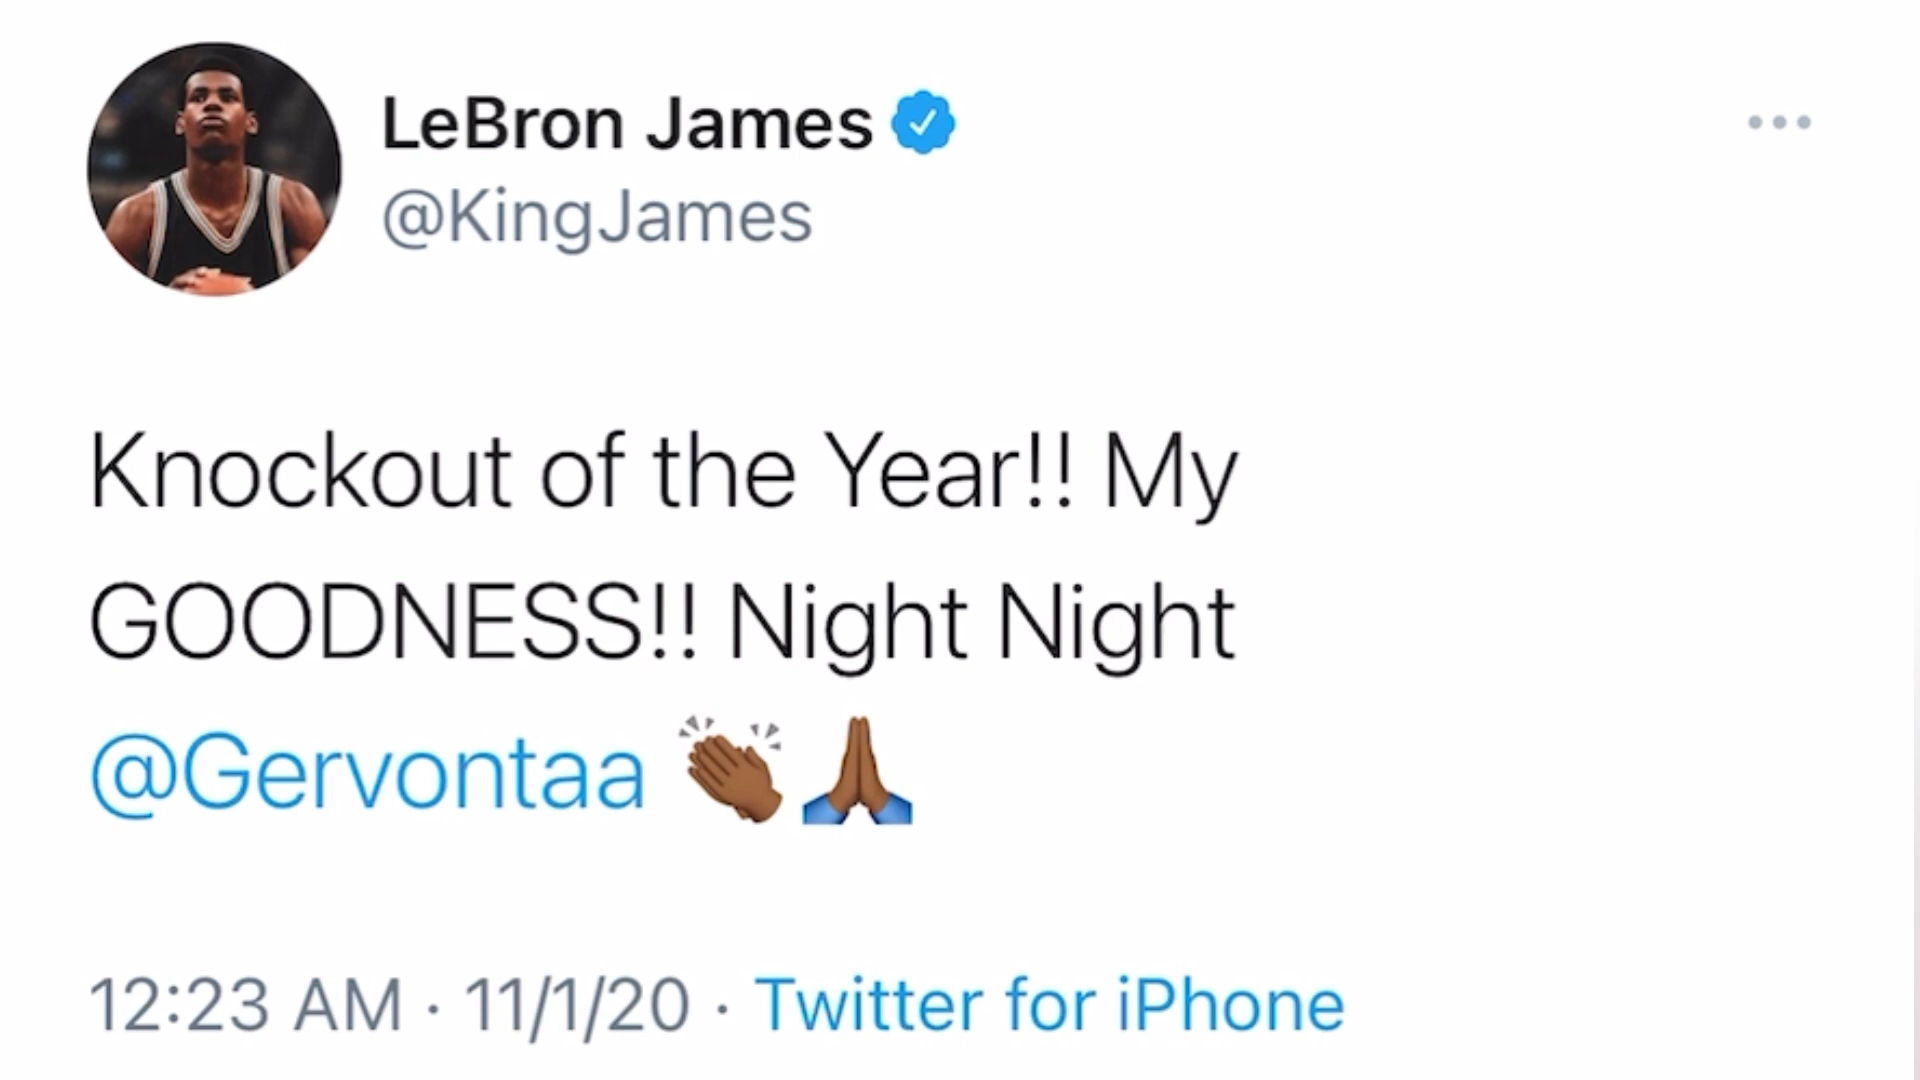 LeBron James
@KingJames
Knockout of the Year!! My
GOODNESS!! Night Night
@Gervontaa 👏🏾🙏🏾
12:23 AM · 11/1/20 · Twitter for iPhone